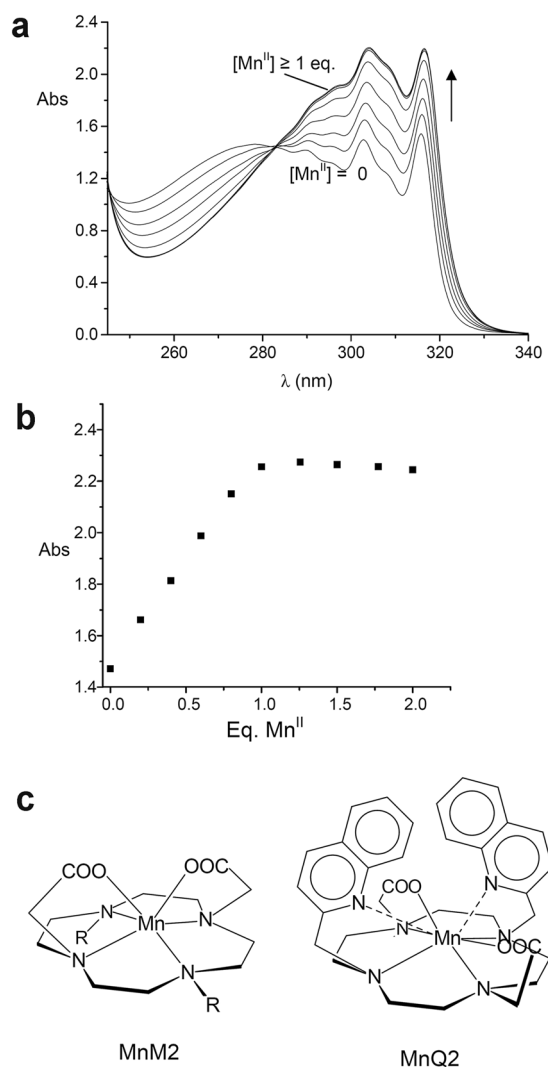 a
2.4
2.0
1.6
1.2
0.8
0.4
0.0
Abs
[Mn^II] ≥ 1 eq.
[Mn^II] = 0
260 280 300 320 340
λ (nm)
b
2.4
2.2
2.0
1.8
1.6
1.4
Abs
0.0 0.5 1.0 1.5 2.0
Eq. Mn^II
c
COO OOC
N Mn N
R N N
R
MnM2
N N
COO
N Mn N
OOC
N N
MnQ2